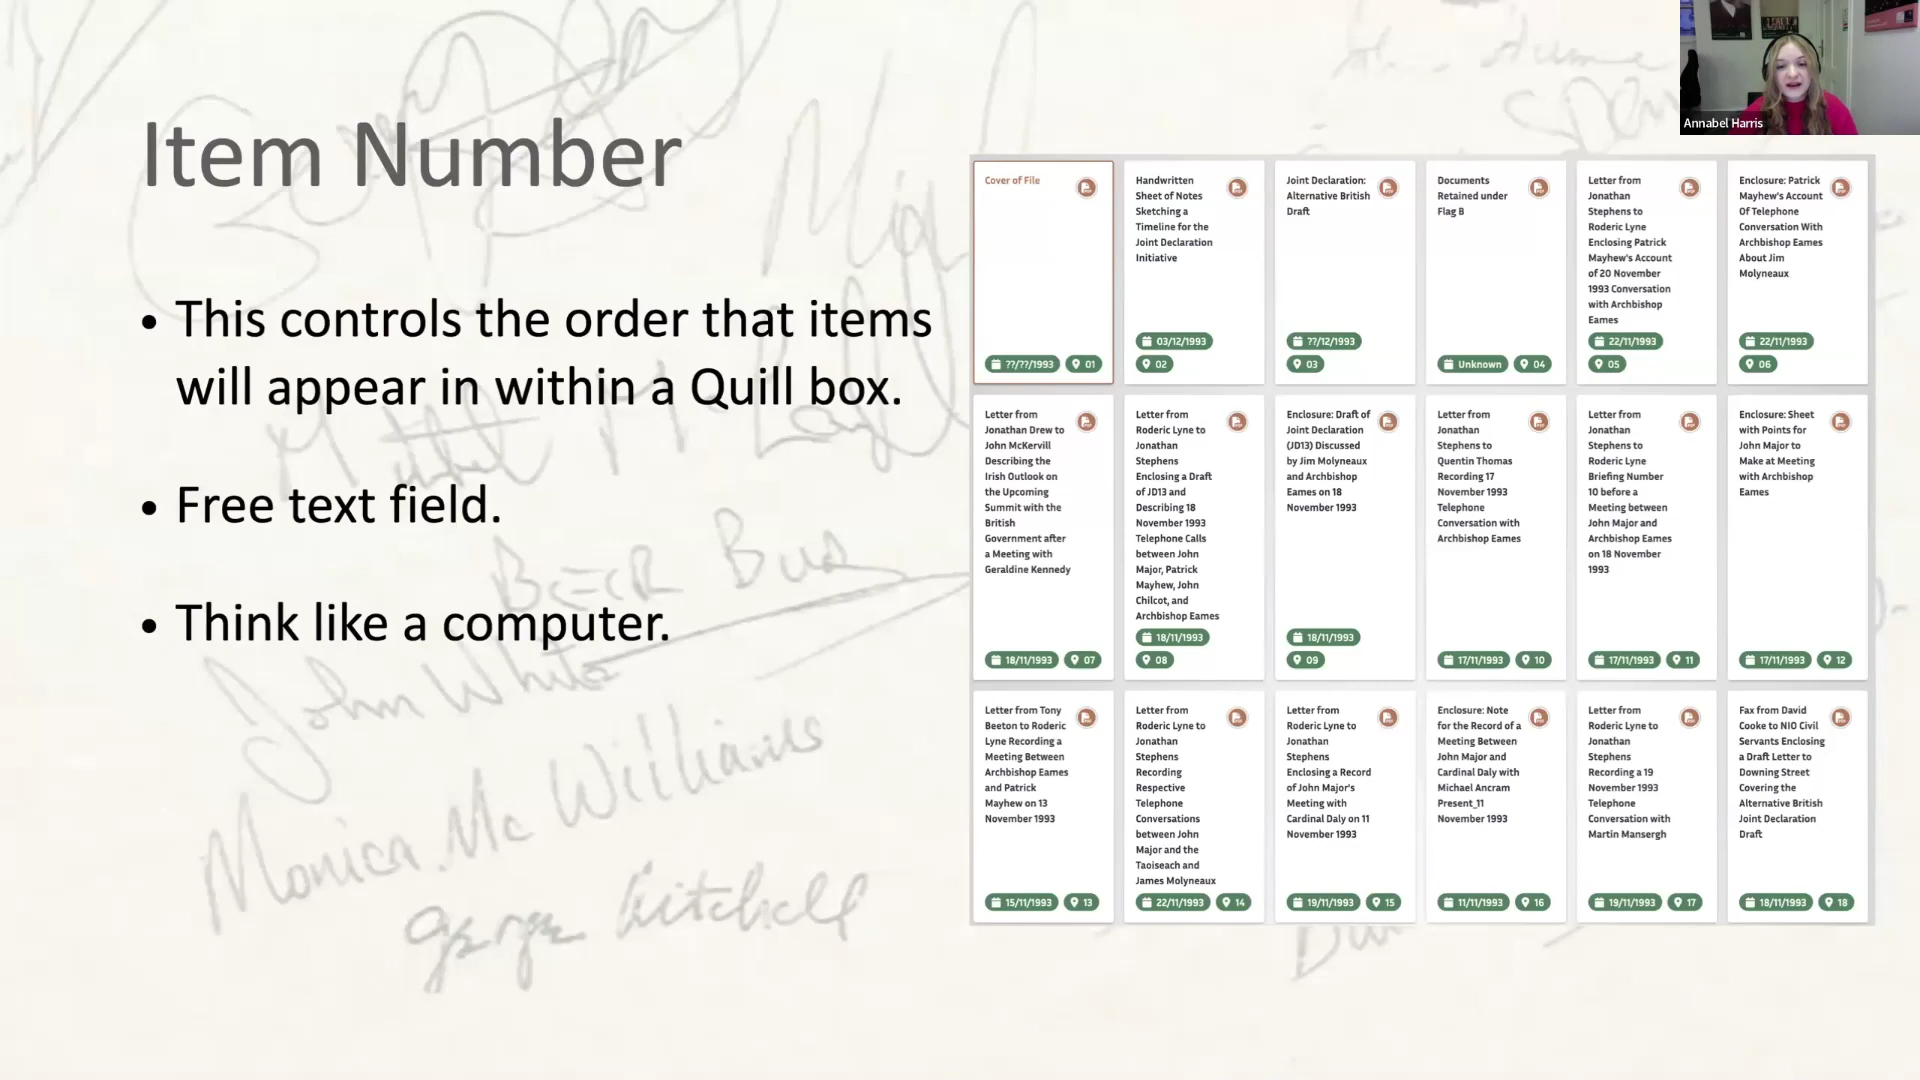 Item Number
• This controls the order that items
will appear in within a Quill box.
• Free text field.
• Think like a computer.
Annabel Harris
Cover of File
??/??/1993 01
Handwritten
Sheet of Notes
Sketching a
Timeline for the
Joint Declaration
Initiative
03/12/1993
02
Joint Declaration:
Alternative British
Draft
??/12/1993
03
Documents
Retained under
Flag B
Unknown 04
Letter from
Jonathan
Stephens to
Roderic Lyne
Enclosing Patrick
Mayhew's Account
of 20 November
1993 Conversation
with Archbishop
Eames
22/11/1993
05
Enclosure: Patrick
Mayhew's Account
Of Telephone
Conversation With
Archbishop Eames
About Jim
Molyneaux
22/11/1993
06
Letter from
Jonathan Drew to
John McKervill
Describing the
Irish Outlook on
the Upcoming
Summit with the
British
Government after
a Meeting with
Geraldine Kennedy
18/11/1993 07
Letter from
Roderic Lyne to
Jonathan
Stephens
Enclosing a Draft
of JD13 and
Describing 18
November 1993
Telephone Calls
between John
Major, Patrick
Mayhew, John
Chilcot, and
Archbishop Eames
18/11/1993
08
Enclosure: Draft of
Joint Declaration
(JD13) Discussed
by Jim Molyneaux
and Archbishop
Eames on 18
November 1993
18/11/1993
09
Letter from
Jonathan
Stephens to
Quentin Thomas
Recording 17
November 1993
Telephone
Conversation with
Archbishop Eames
17/11/1993 10
Letter from
Jonathan
Stephens to
Roderic Lyne
Briefing Number
10 before a
Meeting between
John Major and
Archbishop Eames
on 18 November
1993
17/11/1993 11
Enclosure: Sheet
with Points for
John Major to
Make at Meeting
with Archbishop
Eames
17/11/1993 12
Letter from Tony
Beeton to Roderic
Lyne Recording a
Meeting Between
Archbishop Eames
and Patrick
Mayhew on 13
November 1993
15/11/1993 13
Letter from
Roderic Lyne to
Jonathan
Stephens
Recording
Respective
Telephone
Conversations
between John
Major and the
Taoiseach and
James Molyneaux
22/11/1993 14
Letter from
Roderic Lyne to
Jonathan
Stephens
Enclosing a Record
of John Major's
Meeting with
Cardinal Daly on 11
November 1993
19/11/1993 15
Enclosure: Note
for the Record of a
Meeting Between
John Major and
Cardinal Daly with
Michael Ancram
Present_11
November 1993
11/11/1993 16
Letter from
Roderic Lyne to
Jonathan
Stephens
Recording a 19
November 1993
Telephone
Conversation with
Martin Mansergh
19/11/1993 17
Fax from David
Cooke to NIO Civil
Servants Enclosing
a Draft Letter to
Downing Street
Covering the
Alternative British
Joint Declaration
Draft
18/11/1993 18
John White
Monica Mc Williams
George Mitchell